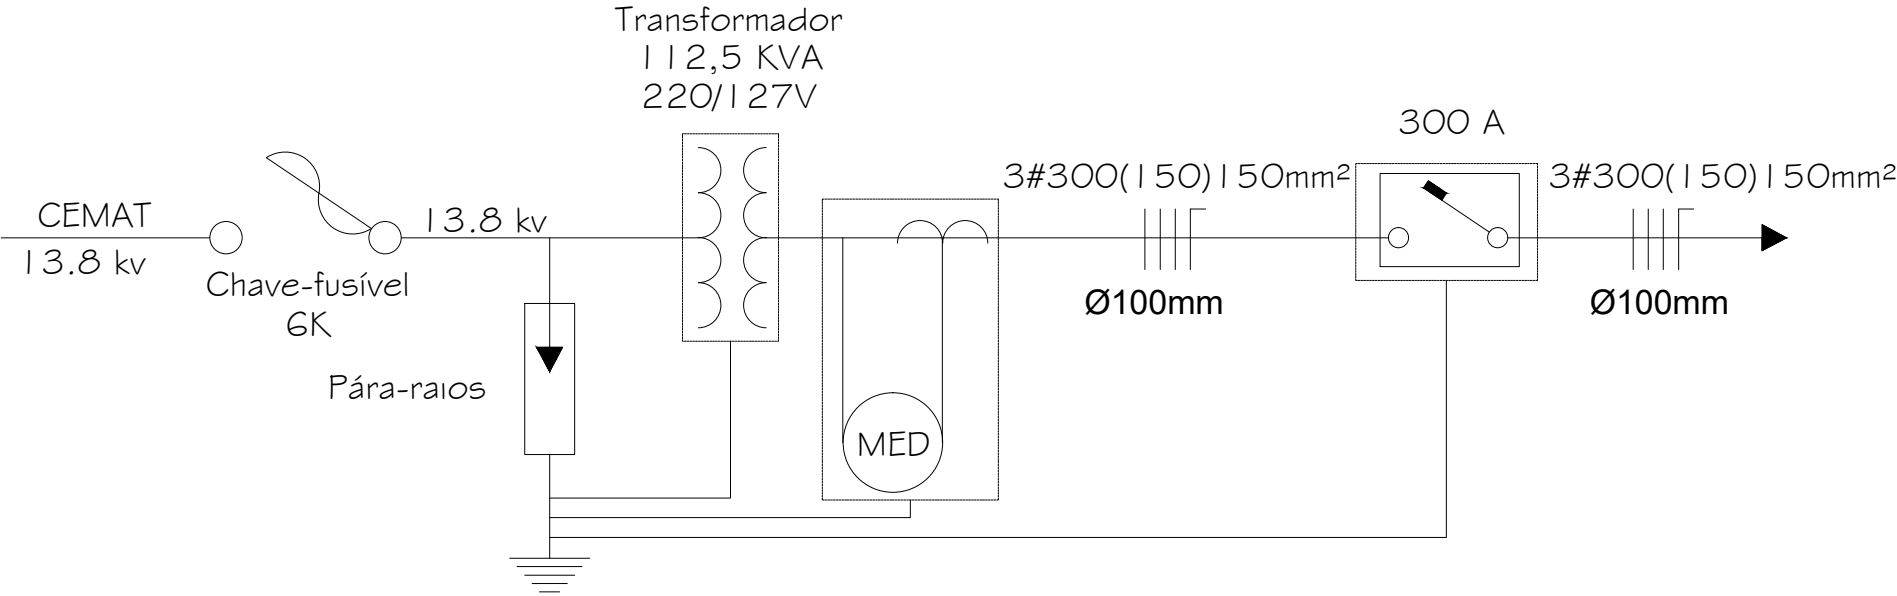 Transformador
112,5 KVA
220/127V
300 A
3#300(150)150mm²
3#300(150)150mm²
CEMAT
13.8 kv
13.8 kv
Chave-fusível
6K
Ø100mm
Ø100mm
Pára-raios
MED